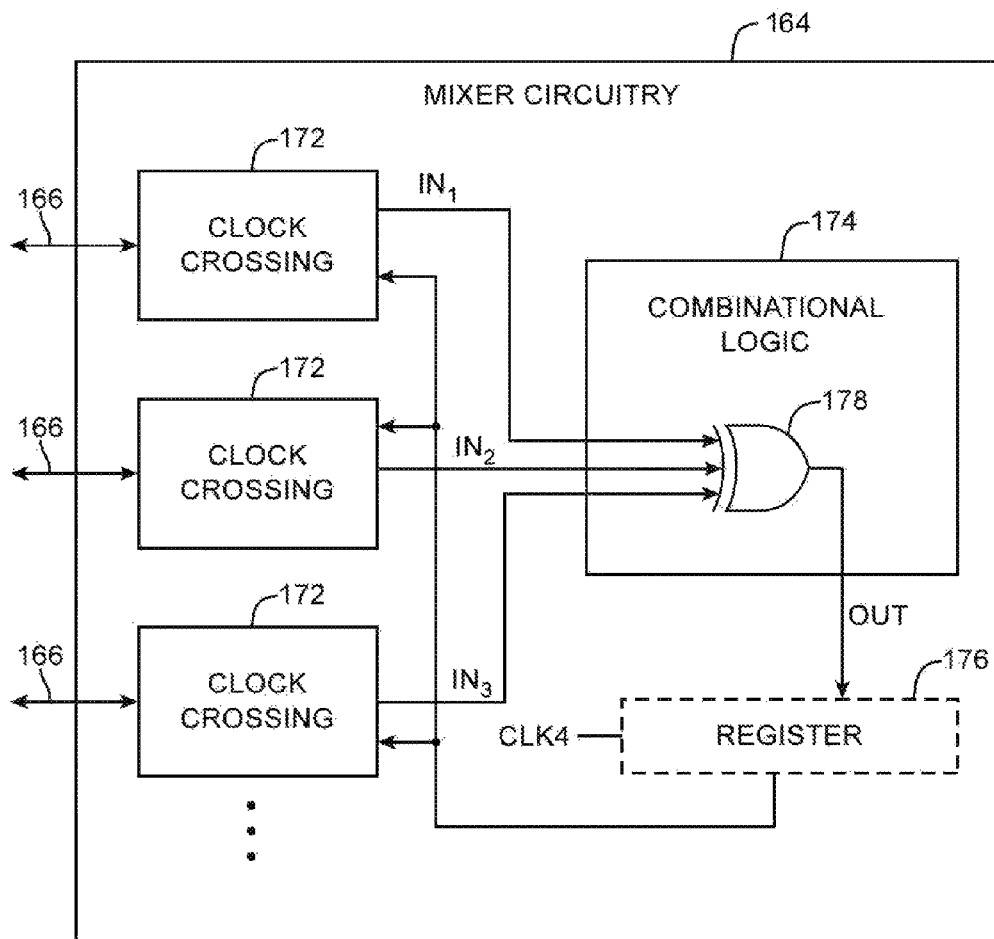 164
MIXER CIRCUITRY
172
166
CLOCK
CROSSING
IN1
174
COMBINATIONAL
LOGIC
172
166
CLOCK
CROSSING
IN2
178
172
166
CLOCK
CROSSING
IN3
OUT
176
CLK4
REGISTER